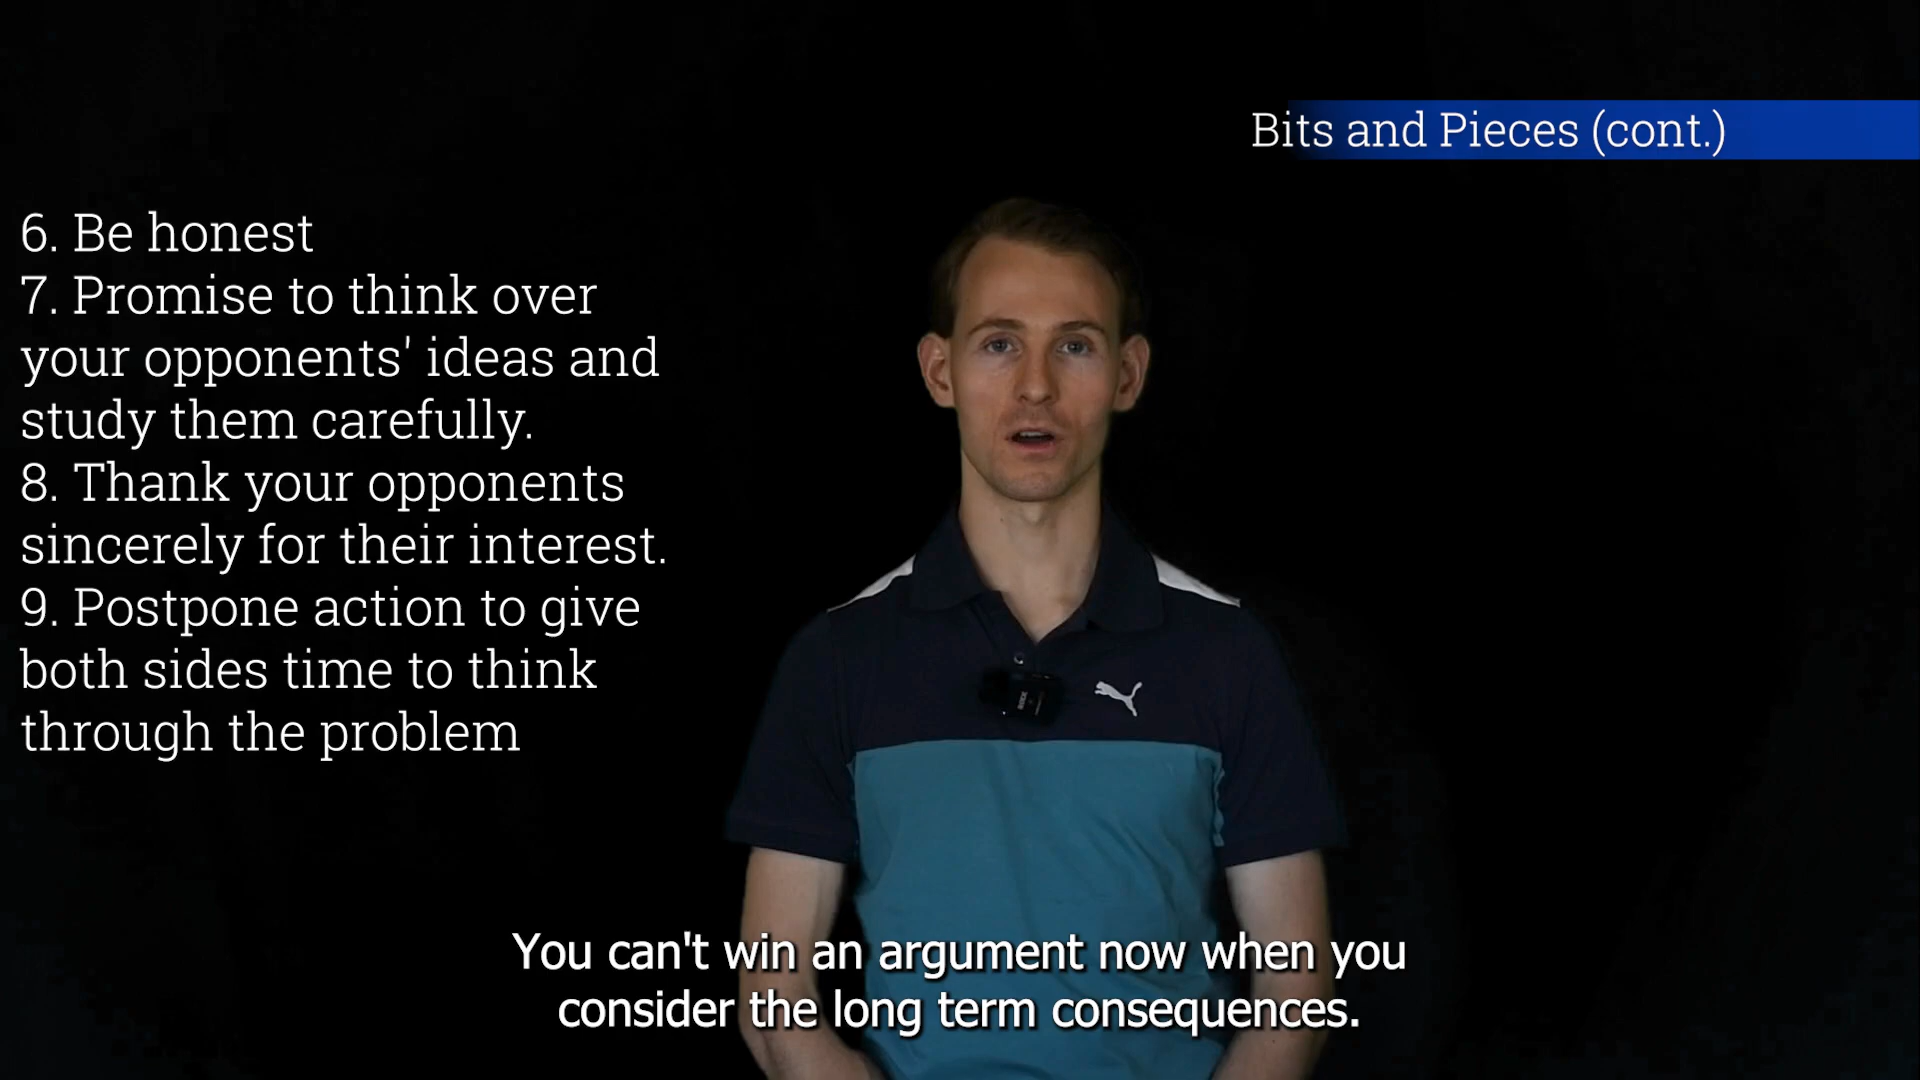 Bits and Pieces (cont.)
6. Be honest
7. Promise to think over
your opponents' ideas and
study them carefully.
8. Thank your opponents
sincerely for their interest.
9. Postpone action to give
both sides time to think
through the problem
You can't win an argument now when you
consider the long term consequences.